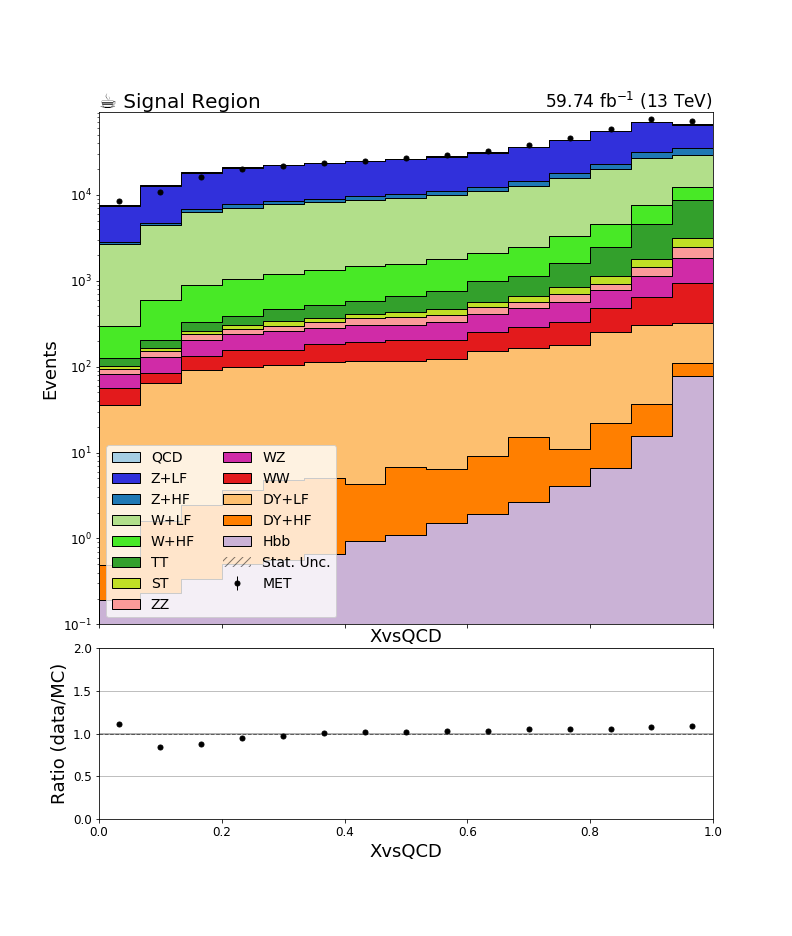 ☕ Signal Region
59.74 fb⁻¹ (13 TeV)
Events
10⁴
10³
10²
10¹
10⁰
10⁻¹
QCD
Z+LF
Z+HF
W+LF
W+HF
TT
ST
ZZ
WZ
WW
DY+LF
DY+HF
Hbb
Stat. Unc.
MET
XvsQCD
Ratio (data/MC)
2.0
1.5
1.0
0.5
0.0
0.0 0.2 0.4 0.6 0.8 1.0
XvsQCD